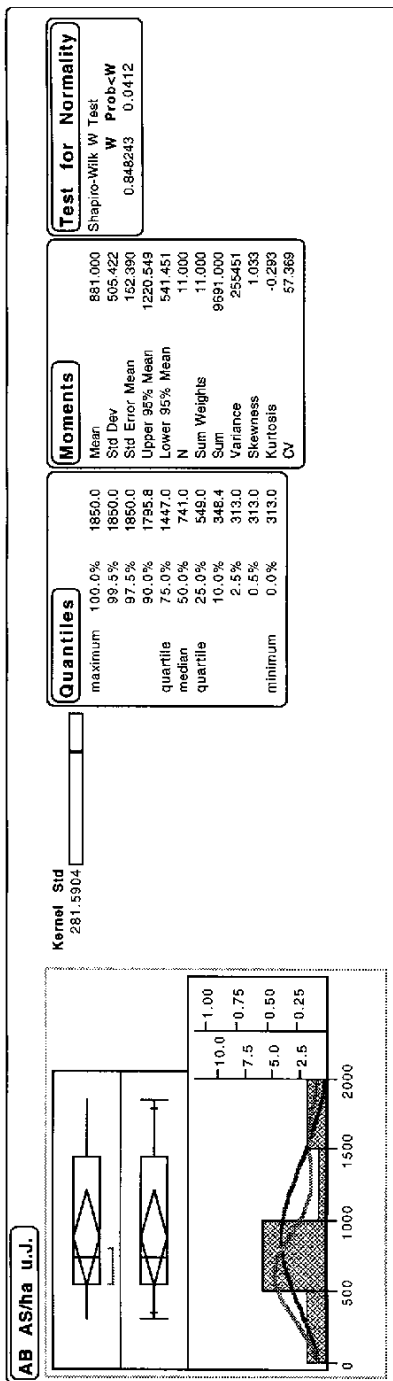 AB AS/ha u.J.
1.00
0.75
0.50
0.25
10.0
7.5
5.0
2.5
0 500 1000 1500 2000
Kernel Std
281.5904
Quantiles
maximum 100.0% 1850.0
99.5% 1850.0
97.5% 1850.0
90.0% 1795.8
quartile 75.0% 1447.0
median 50.0% 741.0
quartile 25.0% 549.0
10.0% 348.4
2.5% 313.0
0.5% 313.0
minimum 0.0% 313.0
Moments
Mean 881.000
Std Dev 505.422
Std Error Mean 152.390
Upper 95% Mean 1220.549
Lower 95% Mean 541.451
N 11.000
Sum Weights 11.000
Sum 9691.000
Variance 255451
Skewness 1.033
Kurtosis -0.293
CV 57.369
Test for Normality
Shapiro-Wilk W Test
W Prob<W
0.848243 0.0412